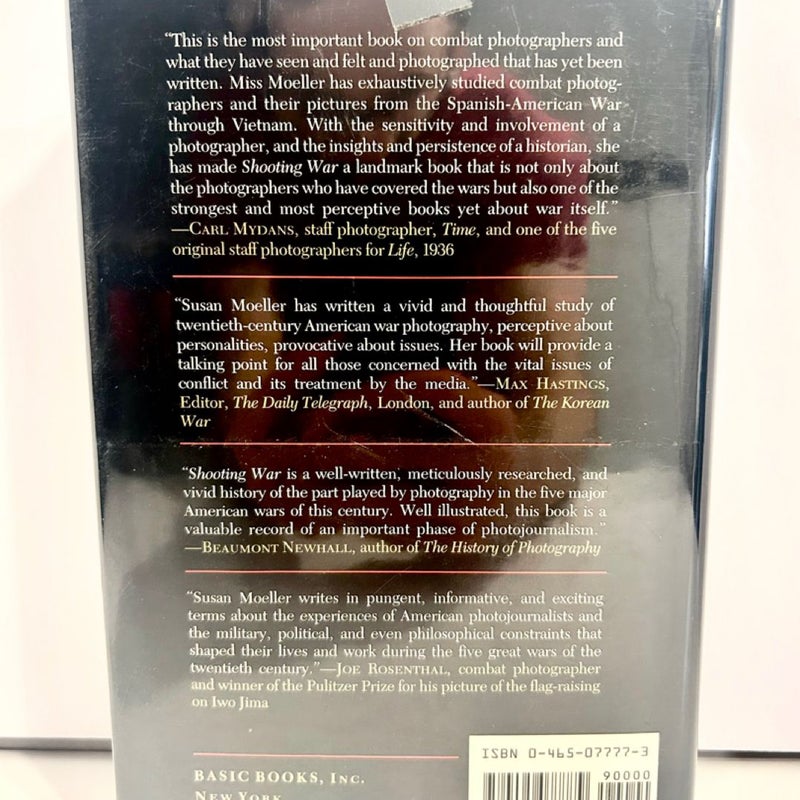 “This is the most important book on combat photographers and
what they have seen and felt and photographed that has yet been
written. Miss Moeller has exhaustively studied combat photog-
raphers and their pictures from the Spanish-American War
through Vietnam. With the sensitivity and involvement of a
photographer, and the insights and persistence of a historian, she
has made Shooting War a landmark book that is not only about
the photographers who have covered the wars but also one of the
strongest and most perceptive books yet about war itself.”
—CARL MYDANS, staff photographer, Time, and one of the five
original staff photographers for Life, 1936
“Susan Moeller has written a vivid and thoughtful study of
twentieth-century American war photography, perceptive about
personalities, provocative about issues. Her book will provide a
talking point for all those concerned with the vital issues of
conflict and its treatment by the media.”—MAX HASTINGS,
Editor, The Daily Telegraph, London, and author of The Korean
War
“Shooting War is a well-written, meticulously researched, and
vivid history of the part played by photography in the five major
American wars of this century. Well illustrated, this book is a
valuable record of an important phase of photojournalism.”
—BEAUMONT NEWHALL, author of The History of Photography
“Susan Moeller writes in pungent, informative, and exciting
terms about the experiences of American photojournalists and
the military, political, and even philosophical constraints that
shaped their lives and work during the five great wars of the
twentieth century.”—JOE ROSENTHAL, combat photographer
and winner of the Pulitzer Prize for his picture of the flag-raising
on Iwo Jima
ISBN 0-465-07777-3
90000
BASIC BOOKS, INC.
NEW YORK